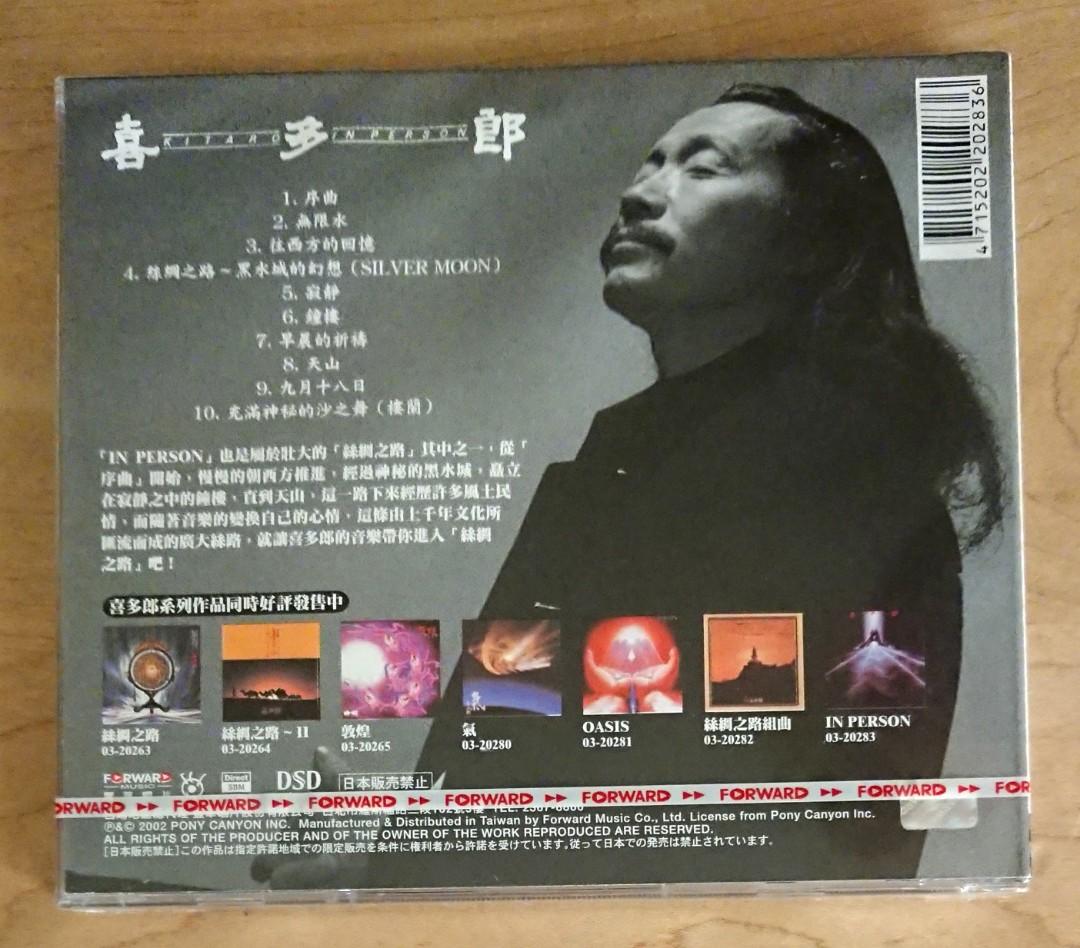 喜 KITARO 多 IN PERSON 郎
1. 序曲
2. 無限水
3. 往西方的回憶
4. 絲綢之路~黑水城的幻想（SILVER MOON）
5. 寂靜
6. 鐘樓
7. 早晨的祈禱
8. 天山
9. 九月十八日
10. 充滿神秘的沙之舞（樓蘭）
「IN PERSON」也是屬於壯大的「絲綢之路」其中之一，從「
序曲」開始，慢慢的朝西方推進，經過神秘的黑水城，矗立
在寂靜之中的鐘樓，直到天山，這一路下來經歷許多風土民
情、而隨著音樂的變換自己的心情，這條由上千年文化所
匯流而成的廣大絲路，就讓喜多郎的音樂帶你進入「絲綢
之路」吧！
喜多郎系列作品同時好評發售中
絲綢之路
03-20263
絲綢之路~II
03-20264
敦煌
03-20265
氣
03-20280
OASIS
03-20281
絲綢之路組曲
03-20282
IN PERSON
03-20283
FORWARD
MUSIC
Direct
SBM
DSD
日本販売禁止
FORWARD FORWARD FORWARD FORWARD FORWARD FORWARD FORWARD FORWARD FOR
℗&© 2002 PONY CANYON INC. Manufactured & Distributed in Taiwan by Forward Music Co., Ltd. License from Pony Canyon Inc.
ALL RIGHTS OF THE PRODUCER AND OF THE OWNER OF THE WORK REPRODUCED ARE RESERVED.
［日本販売禁止］この作品は指定許諾地域での限定販売を条件に権利者から許諾を受けています。従って日本での発売は禁止されています。
4 715202 202836